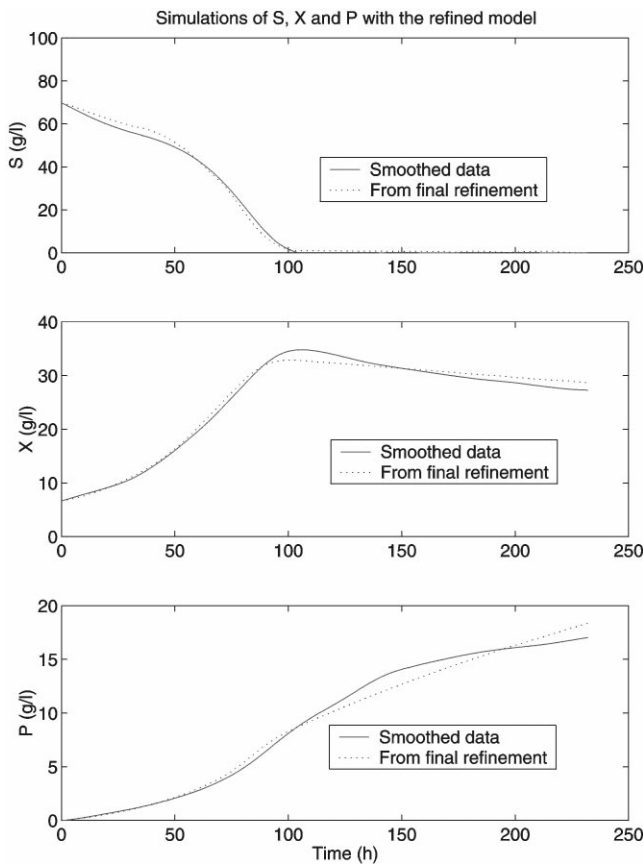 Simulations of S, X and P with the refined model
100
80
60
40
20
0
S (g/l)
Smoothed data
From final refinement
0 50 100 150 200 250
40
30
20
10
0
X (g/l)
Smoothed data
From final refinement
0 50 100 150 200 250
20
15
10
5
0
P (g/l)
Smoothed data
From final refinement
0 50 100 150 200 250
Time (h)